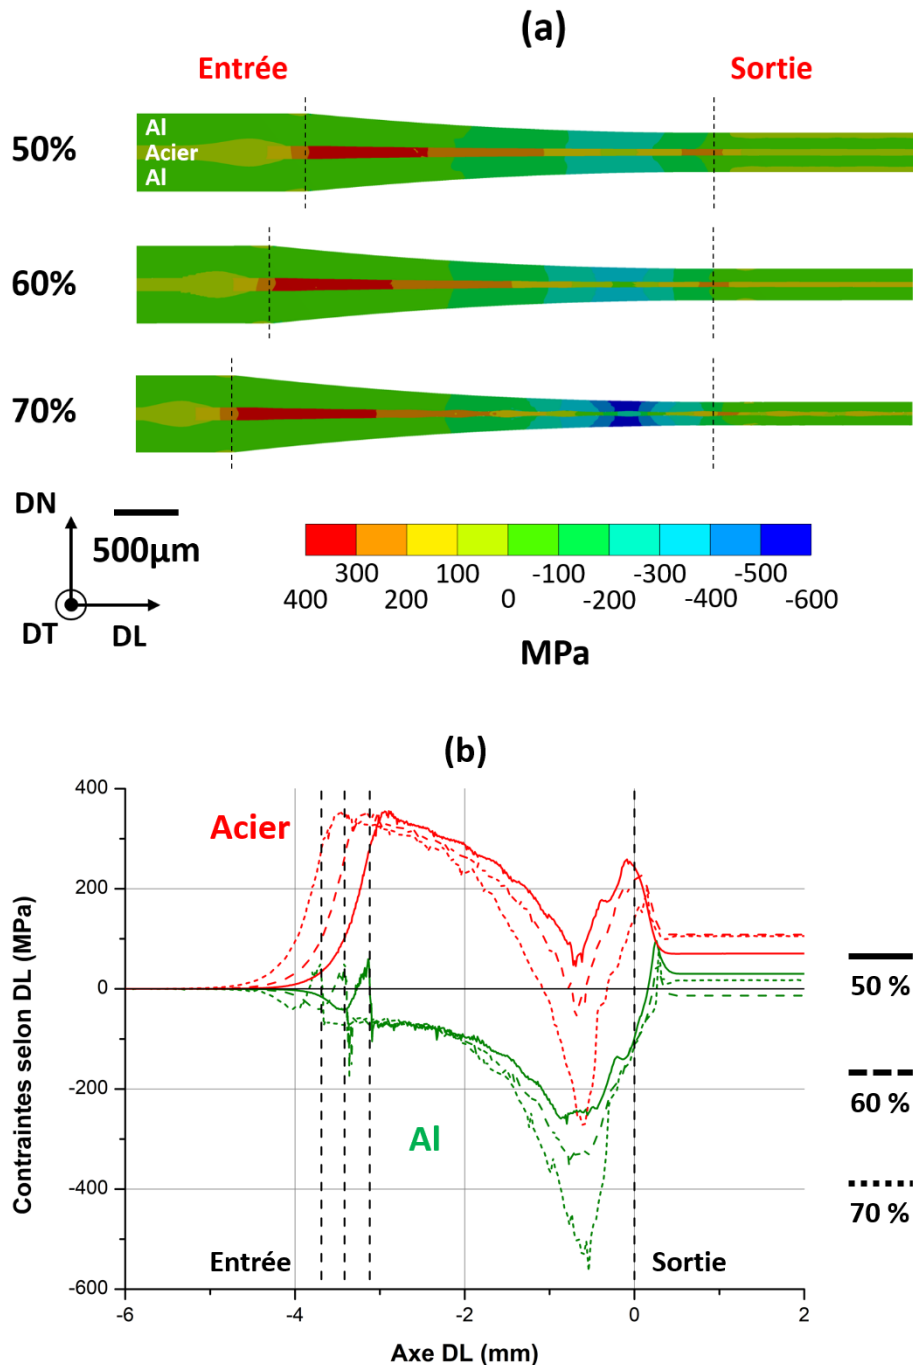 (a)
Entrée Sortie
50%
Al
Acier
Al
60%
70%
DN
500µm
DT DL
300 100 -100 -300 -500
400 200 0 -200 -400 -600
MPa
(b)
400
200
0
-200
-400
-600
Contraintes selon DL (MPa)
Acier
Al
Entrée Sortie
-6 -4 -2 0 2
Axe DL (mm)
50 %
60 %
70 %